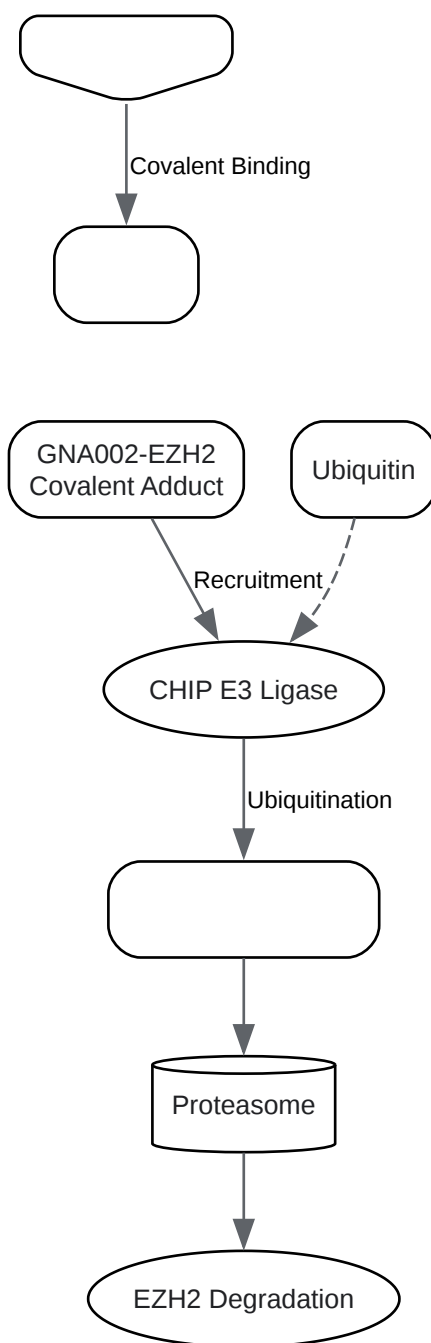 Covalent Binding
GNA002-EZH2
Covalent Adduct
Ubiquitin
Recruitment
CHIP E3 Ligase
Ubiquitination
Proteasome
EZH2 Degradation